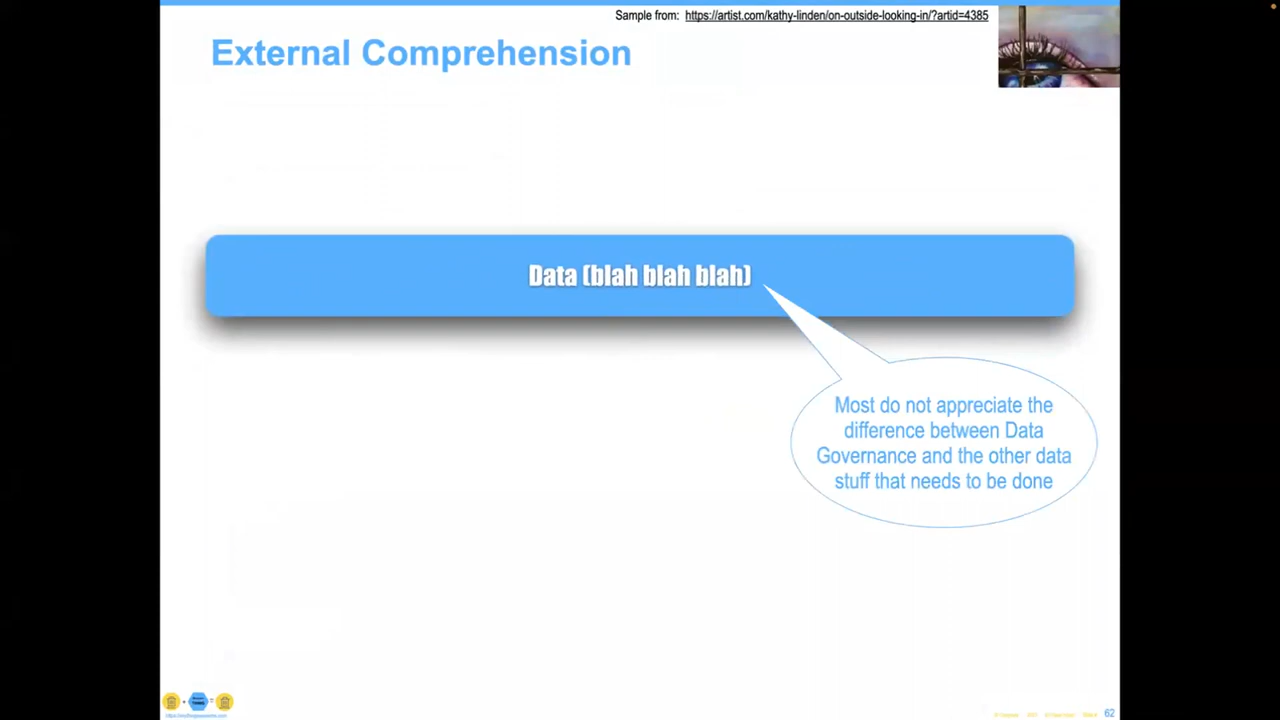 Sample from: https://artist.com/kathy-linden/on-outside-looking-in/?artid=4385
External Comprehension
Data (blah blah blah)
Most do not appreciate the
difference between Data
Governance and the other data
stuff that needs to be done
62